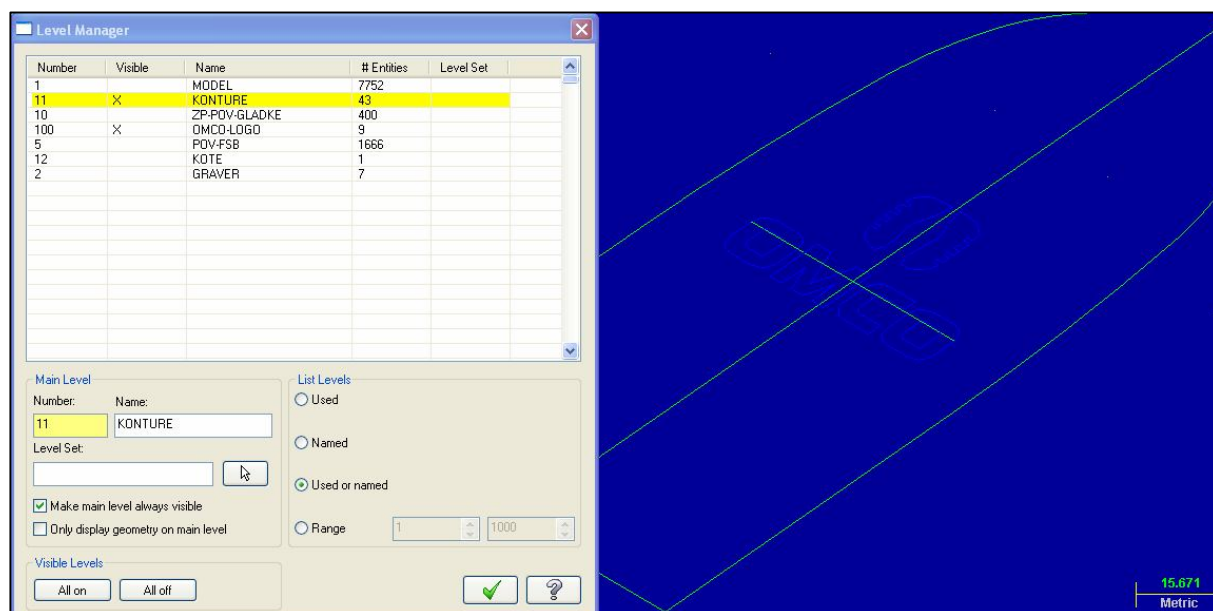 Level Manager
Number Visible Name # Entities Level Set
1 MODEL 7752
11 X KONTURE 43
10 ZP-POV-GLADKE 400
100 X OMCO-LOGO 9
5 POV-FSB 1666
12 KOTE 1
2 GRAVER 7
Main Level
Number: Name:
11 KONTURE
Level Set:
Make main level always visible
Only display geometry on main level
List Levels
Used
Named
Used or named
Range 1 1000
Visible Levels
All on All off
OMCO
15.671
Metric